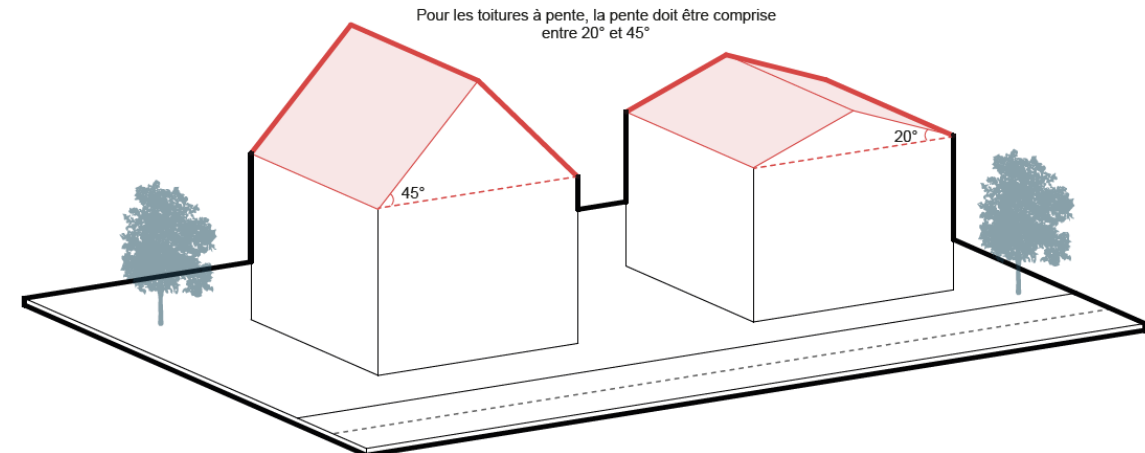 Pour les toitures à pente, la pente doit être comprise
entre 20° et 45°
20°
45°